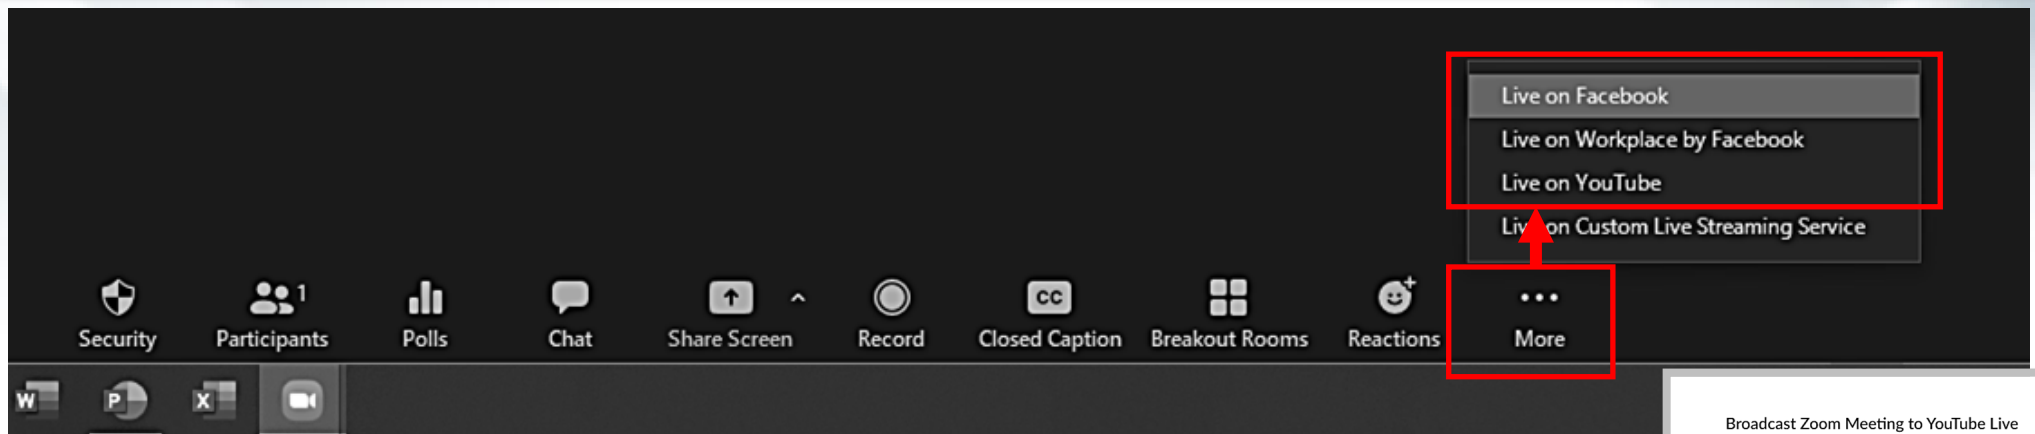 Live on Facebook
Live on Workplace by Facebook
Live on YouTube
Live on Custom Live Streaming Service
1
CC
Security
Participants
Polls
Chat
Share Screen
Record
Closed Caption
Breakout Rooms
Reactions
More
W
P
X
Broadcast Zoom Meeting to YouTube Live